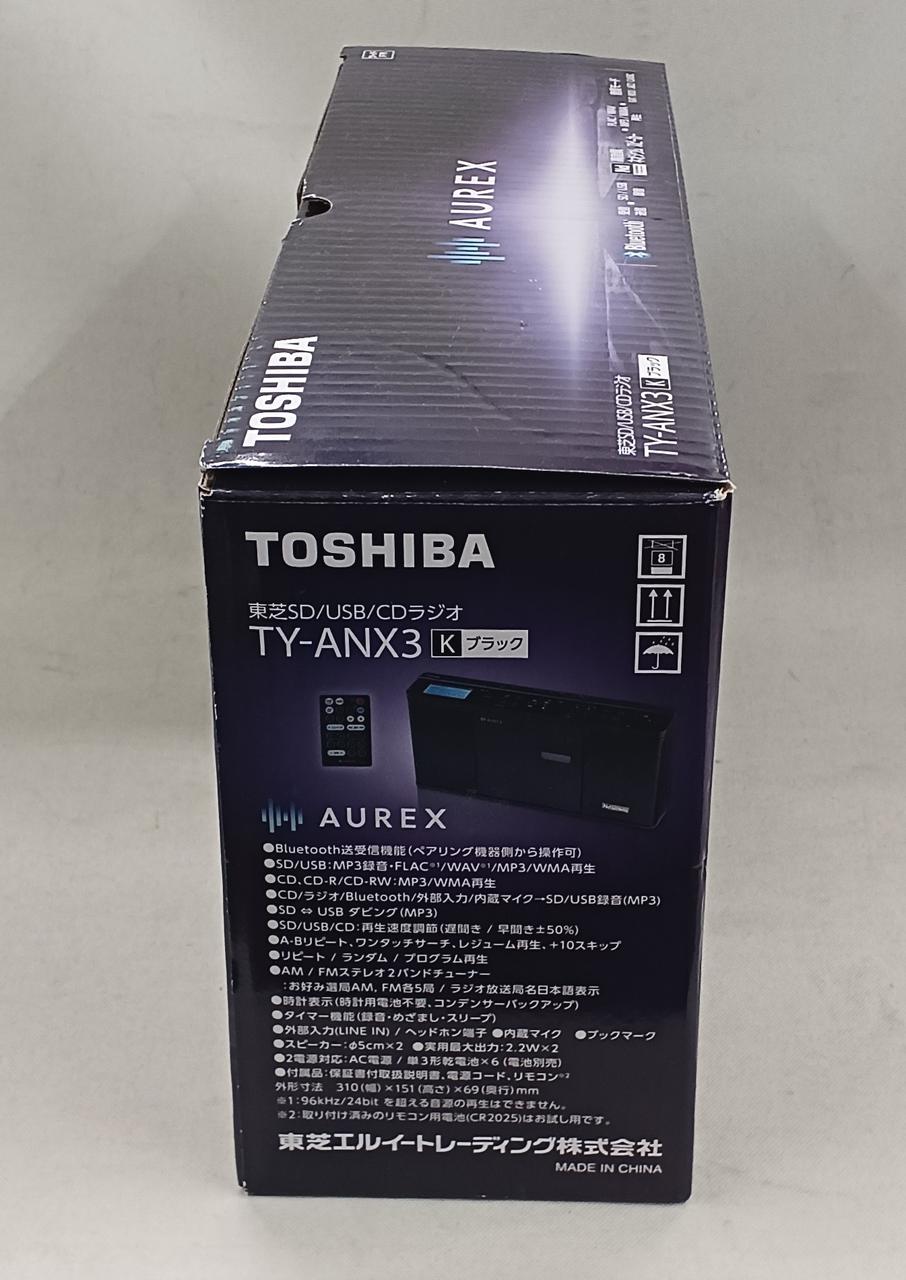 AUREX
TOSHIBA
Bluetooth
東芝SD/USB/CDラジオ
TY-ANX3 K ブラック
TOSHIBA
8
東芝SD/USB/CDラジオ
TY-ANX3 K ブラック
AUREX
●Bluetooth送受信機能(ペアリング機器側から操作可)
●SD/USB:MP3録音・FLAC※1/WAV※1/MP3/WMA再生
●CD、CD-R/CD-RW:MP3/WMA再生
●CD/ラジオ/Bluetooth/外部入力/内蔵マイク→SD/USB録音(MP3)
●SD ⇔ USB ダビング(MP3)
●SD/USB/CD:再生速度調節(遅聞き / 早聞き±50%)
●A-Bリピート、ワンタッチサーチ、レジューム再生、+10スキップ
●リピート / ランダム / プログラム再生
●AM / FMステレオ2バンドチューナー
:お好み選局AM, FM各5局 / ラジオ放送局名日本語表示
●時計表示(時計用電池不要、コンデンサーバックアップ)
●タイマー機能(録音・めざまし・スリープ)
●外部入力(LINE IN) / ヘッドホン端子 ●内蔵マイク ●ブックマーク
●スピーカー:φ5cm×2 ●実用最大出力:2.2W×2
●2電源対応:AC電源 / 単3形乾電池×6 (電池別売)
●付属品:保証書付取扱説明書、電源コード、リモコン※2
外形寸法 310(幅)×151(高さ)×69(奥行)mm
※1:96kHz/24bit を超える音源の再生はできません。
※2:取り付け済みのリモコン用電池(CR2025)はお試し用です。
東芝エルイートレーディング株式会社
MADE IN CHINA